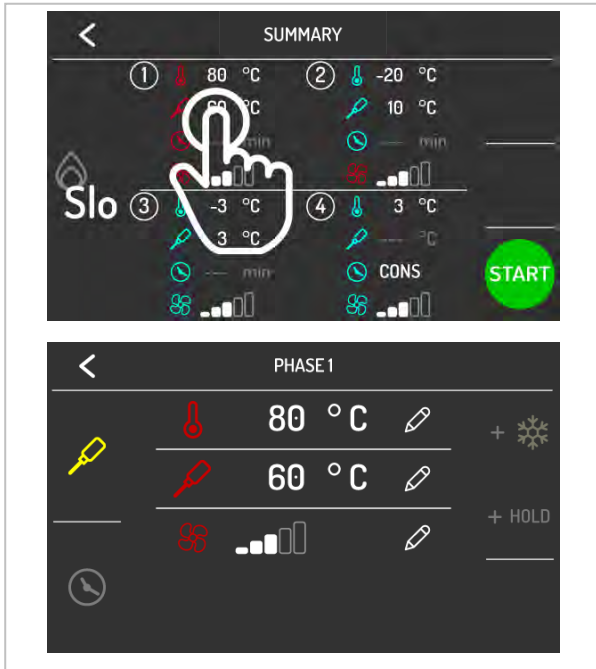 SUMMARY
① 80 °C ② -20 °C
60 °C 10 °C
--- min --- min
Slo ③ -3 °C ④ 3 °C
3 °C --- °C
--- min CONS
START
PHASE 1
80 °C
+
60 °C
+ HOLD